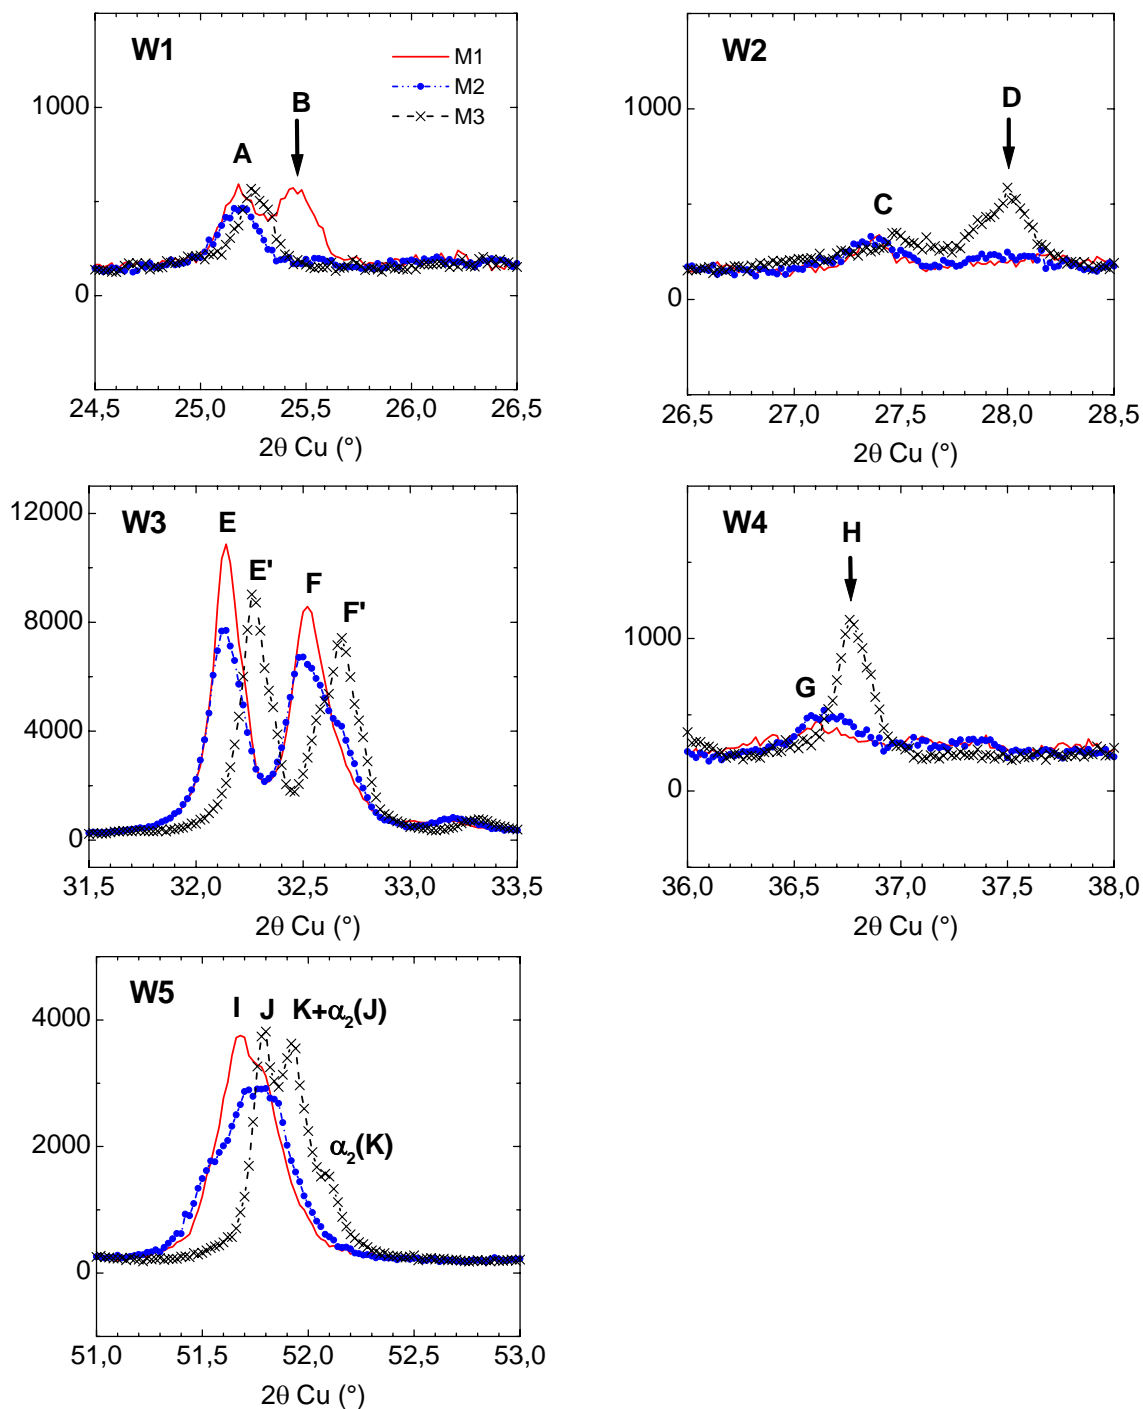 W1
M1
M2
M3
A
B
1000
0
24,5 25,0 25,5 26,0 26,5
2θ Cu (°)
W2
C
D
1000
0
26,5 27,0 27,5 28,0 28,5
2θ Cu (°)
W3
E
E'
F
F'
12000
8000
4000
0
31,5 32,0 32,5 33,0 33,5
2θ Cu (°)
W4
G
H
1000
0
36,0 36,5 37,0 37,5 38,0
2θ Cu (°)
W5
I
J
K+α₂(J)
α₂(K)
4000
2000
0
51,0 51,5 52,0 52,5 53,0
2θ Cu (°)